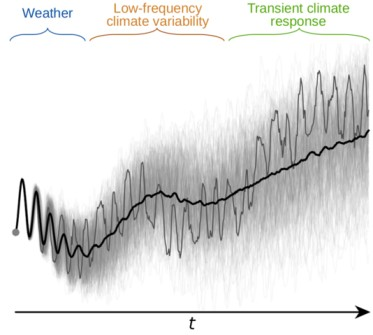 Weather
Low-frequency
climate variability
Transient climate
response
t